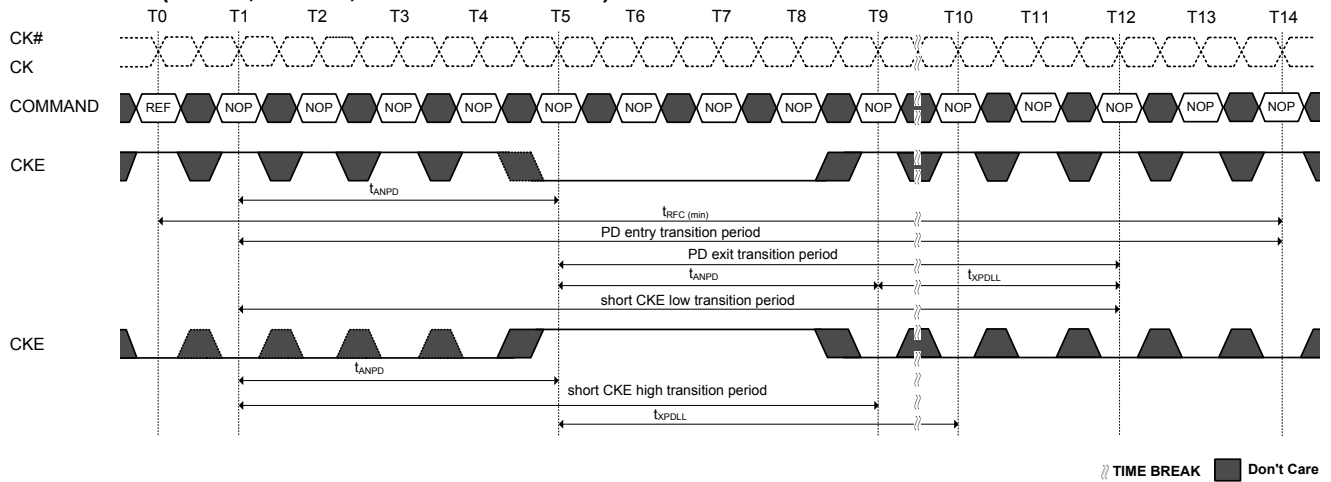 T0 T1 T2 T3 T4 T5 T6 T7 T8 T9 T10 T11 T12 T13 T14
CK#
CK
COMMAND REF NOP NOP NOP NOP NOP NOP NOP NOP NOP NOP NOP NOP NOP NOP
CKE
tANPD
tRFC (min)
PD entry transition period
PD exit transition period
tANPD tXPDLL
short CKE low transition period
CKE
tANPD
short CKE high transition period
tXPDLL
TIME BREAK Don't Care